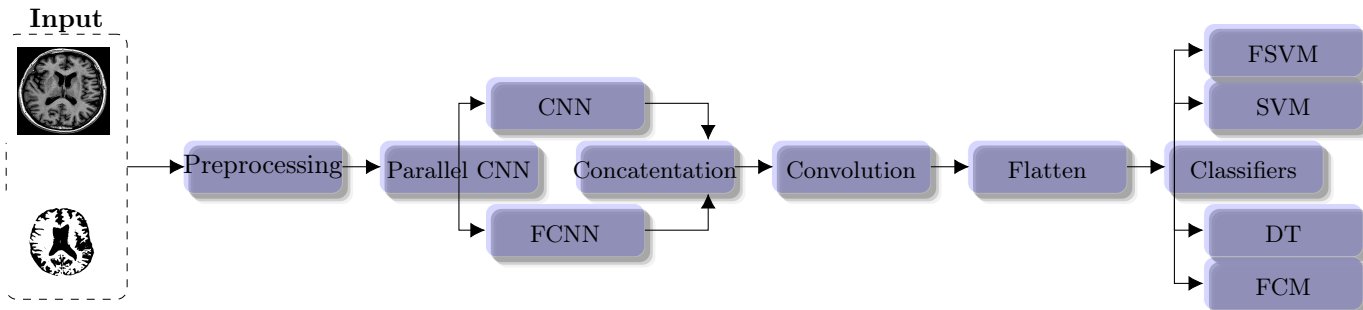 Input
Preprocessing
Parallel CNN
CNN
FCNN
Concatentation
Convolution
Flatten
Classifiers
FSVM
SVM
DT
FCM